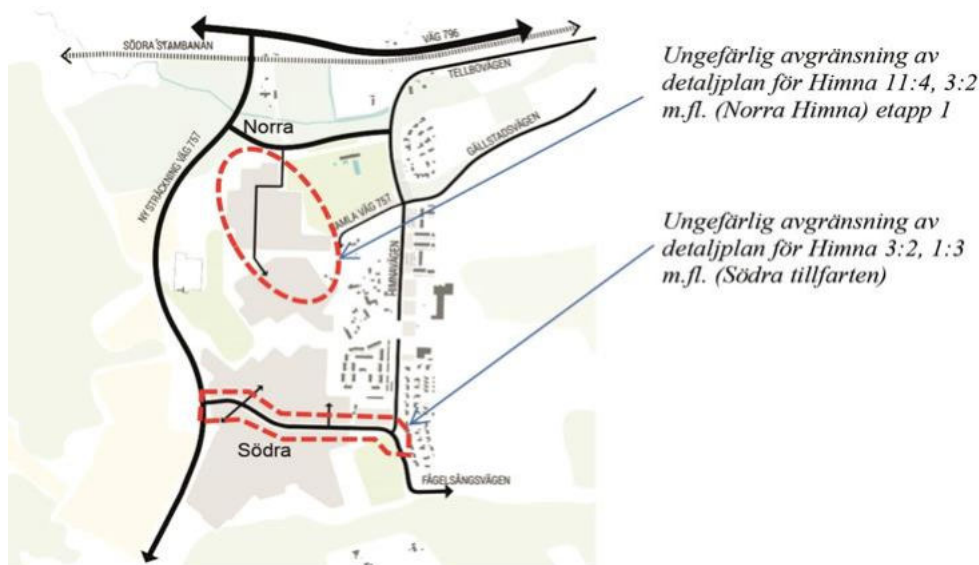 VÄG 796
SÖDRA STAMBANAN
TELLBOVÄGEN
GÄLLSTADSVÄGEN
NY STRÄCKNING VÄG 757
Norra
AMLA VÄG 757
HIMNAVÄGEN
Södra
FÅGELSÅNGSVÄGEN
Ungefärlig avgränsning av
detaljplan för Himna 11:4, 3:2
m.fl. (Norra Himna) etapp 1
Ungefärlig avgränsning av
detaljplan för Himna 3:2, 1:3
m.fl. (Södra tillfarten)